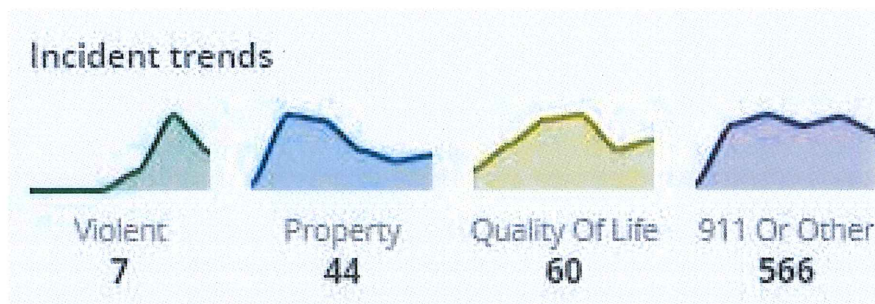 Incident trends
Violent Property Quality Of Life 911 Or Other
7 44 60 566